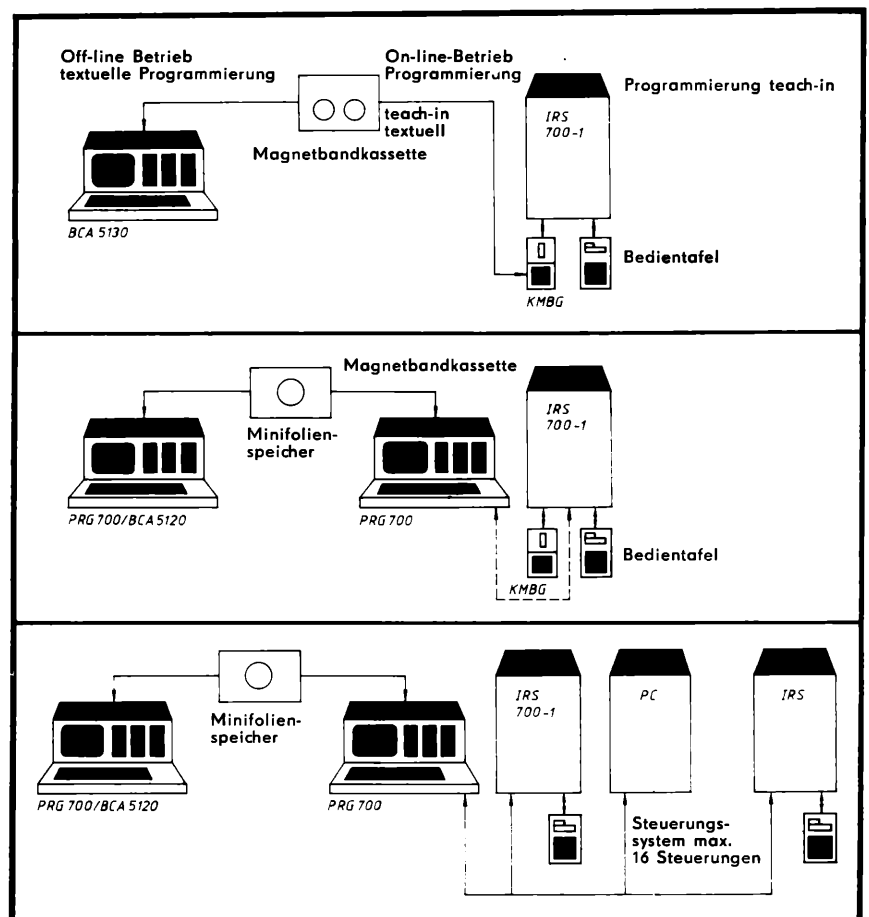 Off-line Betrieb
textuelle Programmierung
On-line-Betrieb
Programmierung
teach-in
textuell
Magnetbandkassette
Programmierung teach-in
IRS
700-1
BCA 5130
KMBG
Bedientafel
Magnetbandkassette
Minifolien-
speicher
IRS
700-1
PRG 700/BCA 5120
PRG 700
KMBG
Bedientafel
Minifolien-
speicher
IRS
700-1
PC
IRS
PRG 700/BCA 5120
PRG 700
Steuerungs-
system max.
16 Steuerungen